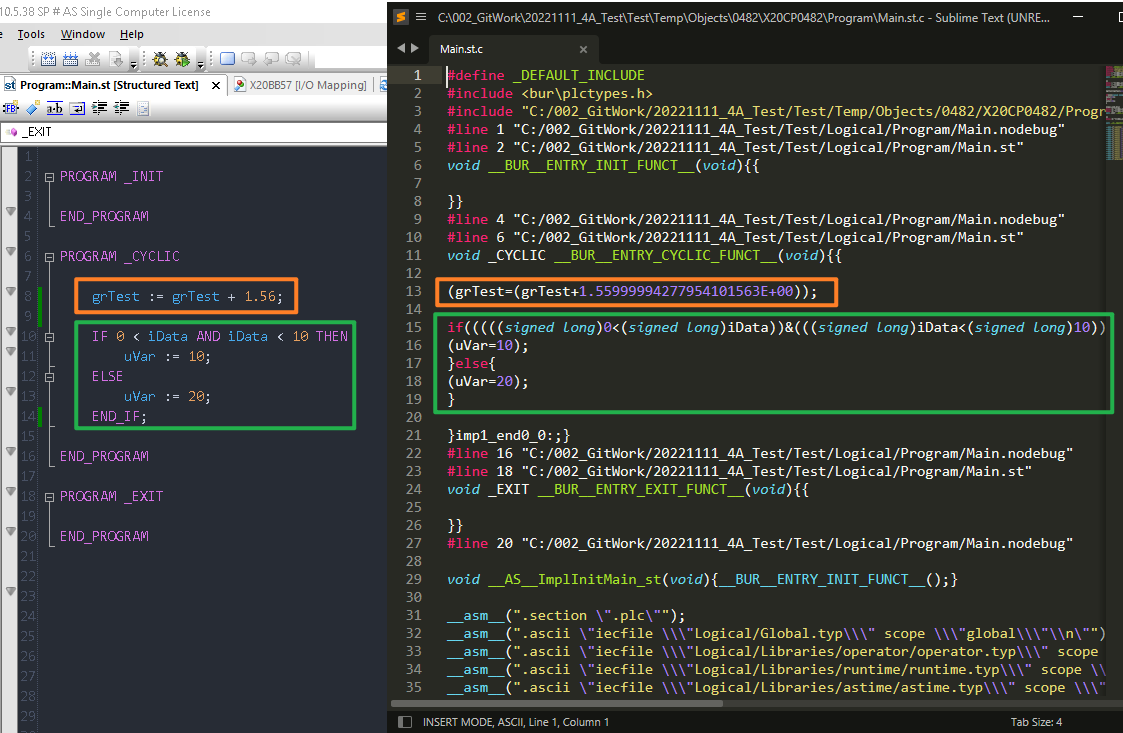 10.5.38 SP # AS Single Computer License
Tools Window Help
Program::Main.st [Structured Text]
X20BB57 [I/O Mapping]
_EXIT
1
2 PROGRAM _INIT
3
4 END_PROGRAM
5
6 PROGRAM _CYCLIC
7
8 grTest := grTest + 1.56;
9
10 IF 0 < iData AND iData < 10 THEN
11 uVar := 10;
12 ELSE
13 uVar := 20;
14 END_IF;
15
16 END_PROGRAM
17
18 PROGRAM _EXIT
19
20 END_PROGRAM
21
22
23
24
25
26
27
28
29
C:\002_GitWork\20221111_4A_Test\Test\Temp\Objects\0482\X20CP0482\Program\Main.st.c - Sublime Text (UNRE...
Main.st.c
1 #define _DEFAULT_INCLUDE
2 #include <bur\plctypes.h>
3 #include "C:/002_GitWork/20221111_4A_Test/Test/Temp/Objects/0482/X20CP0482/Progr
4 #line 1 "C:/002_GitWork/20221111_4A_Test/Test/Logical/Program/Main.nodebug"
5 #line 2 "C:/002_GitWork/20221111_4A_Test/Test/Logical/Program/Main.st"
6 void __BUR__ENTRY_INIT_FUNCT__(void){{
7
8 }}
9 #line 4 "C:/002_GitWork/20221111_4A_Test/Test/Logical/Program/Main.nodebug"
10 #line 6 "C:/002_GitWork/20221111_4A_Test/Test/Logical/Program/Main.st"
11 void _CYCLIC __BUR__ENTRY_CYCLIC_FUNCT__(void){{
12
13 (grTest=(grTest+1.55999994277954101563E+00));
14
15 if(((((signed long)0<(signed long)iData))&(((signed long)iData<(signed long)10))
16 (uVar=10);
17 }else{
18 (uVar=20);
19 }
20
21 }imp1_end0_0:;}
22 #line 16 "C:/002_GitWork/20221111_4A_Test/Test/Logical/Program/Main.nodebug"
23 #line 18 "C:/002_GitWork/20221111_4A_Test/Test/Logical/Program/Main.st"
24 void _EXIT __BUR__ENTRY_EXIT_FUNCT__(void){{
25
26 }}
27 #line 20 "C:/002_GitWork/20221111_4A_Test/Test/Logical/Program/Main.nodebug"
28
29 void __AS__ImplInitMain_st(void){__BUR__ENTRY_INIT_FUNCT__();}
30
31 __asm__(".section \".plc\"");
32 __asm__(".ascii \"iecfile \\\"Logical/Global.typ\\\" scope \\\"global\\\"\\n\"")
33 __asm__(".ascii \"iecfile \\\"Logical/Libraries/operator/operator.typ\\\" scope
34 __asm__(".ascii \"iecfile \\\"Logical/Libraries/runtime/runtime.typ\\\" scope \\
35 __asm__(".ascii \"iecfile \\\"Logical/Libraries/astime/astime.typ\\\" scope \\\"
INSERT MODE, ASCII, Line 1, Column 1
Tab Size: 4